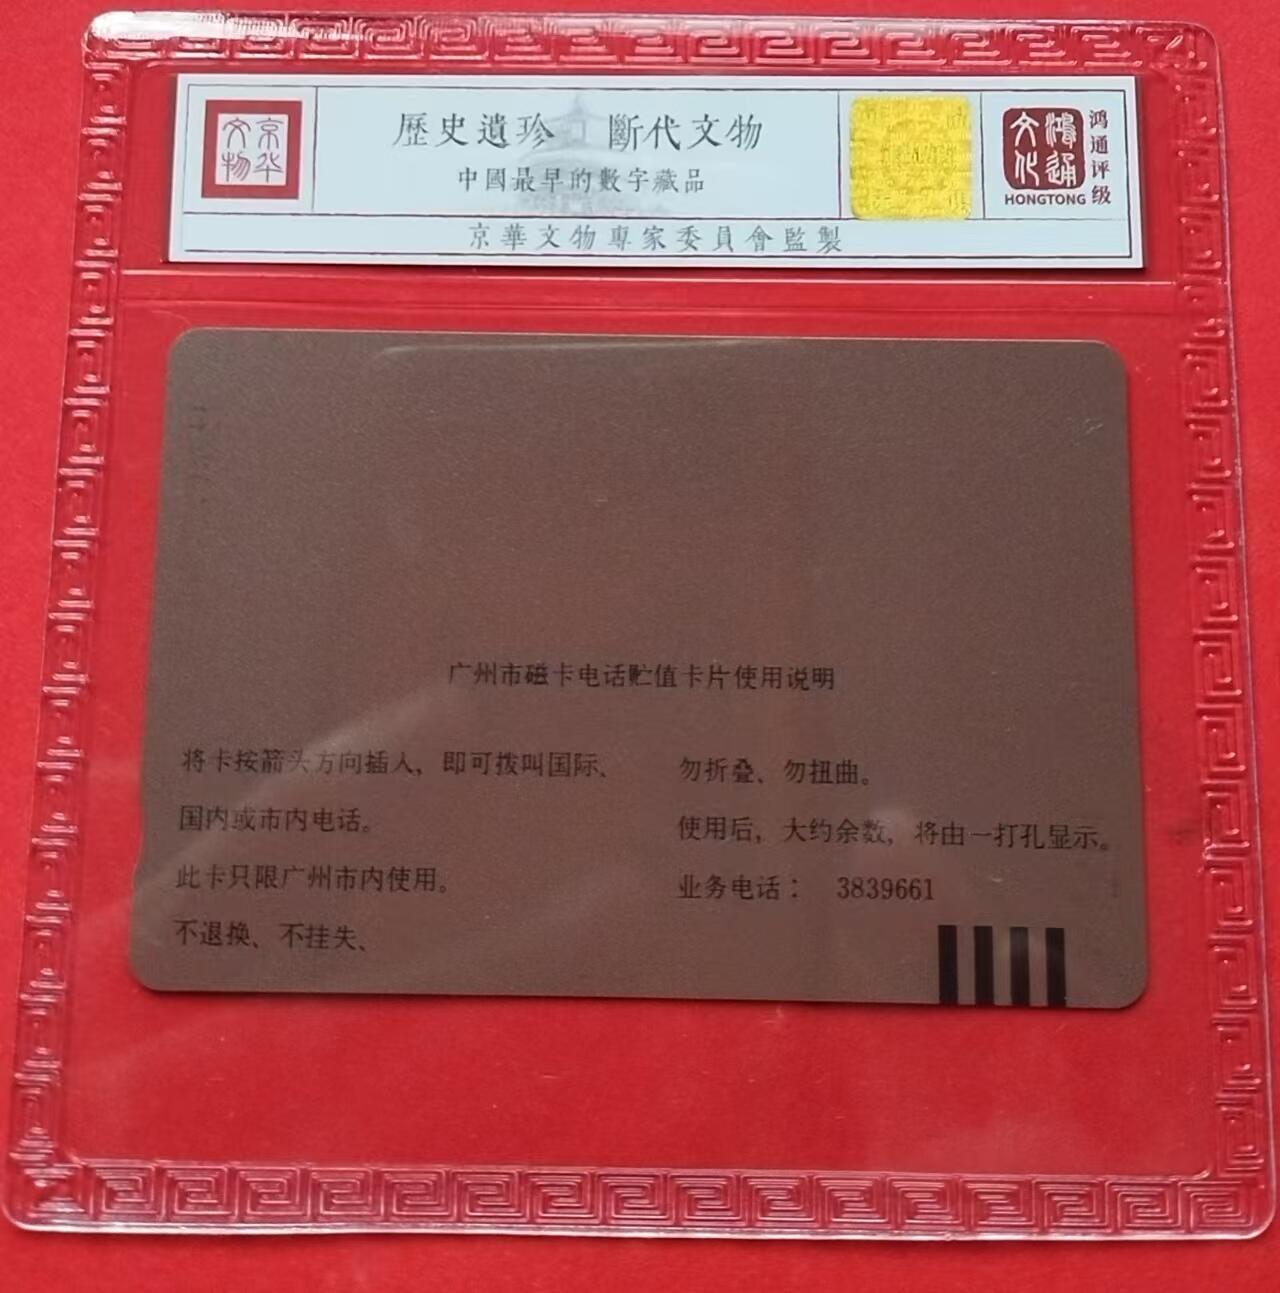 京华
文物
歷史遺珍 斷代文物
中國最早的數字藏品
京華文物專家委員會監製
鴻通
文化
HONGTONG
鸿通评级
广州市磁卡电话贮值卡片使用说明
将卡按箭头方向插人，即可拨叫国际、
国内或市内电话。
此卡只限广州市内使用。
不退换、不挂失、
勿折叠、勿扭曲。
使用后，大约余数，将由一打孔显示。
业务电话： 3839661